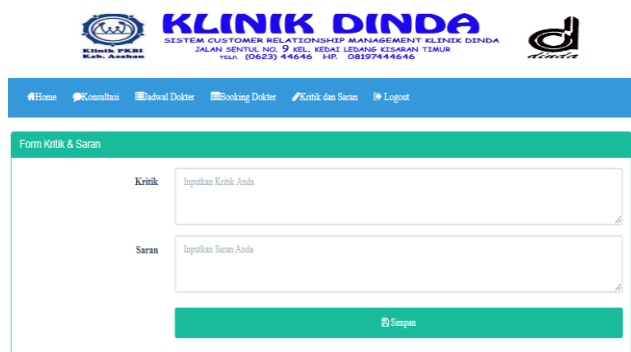 KLINIK DINDA
SISTEM CUSTOMER RELATIONSHIP MANAGEMENT KLINIK DINDA
JALAN SENTUL NO. 9 KEL. KEDAI LEDANG KISARAN TIMUR
TELP. (0623) 44646 HP. 08197444646
Klinik PKBI
Kab. Asahan
dinda
Home Konsultasi Jadwal Dokter Booking Dokter Kritik dan Saran Logout
Form Kritik & Saran
Kritik
Inputkan Kritik Anda
Saran
Inputkan Saran Anda
Simpan